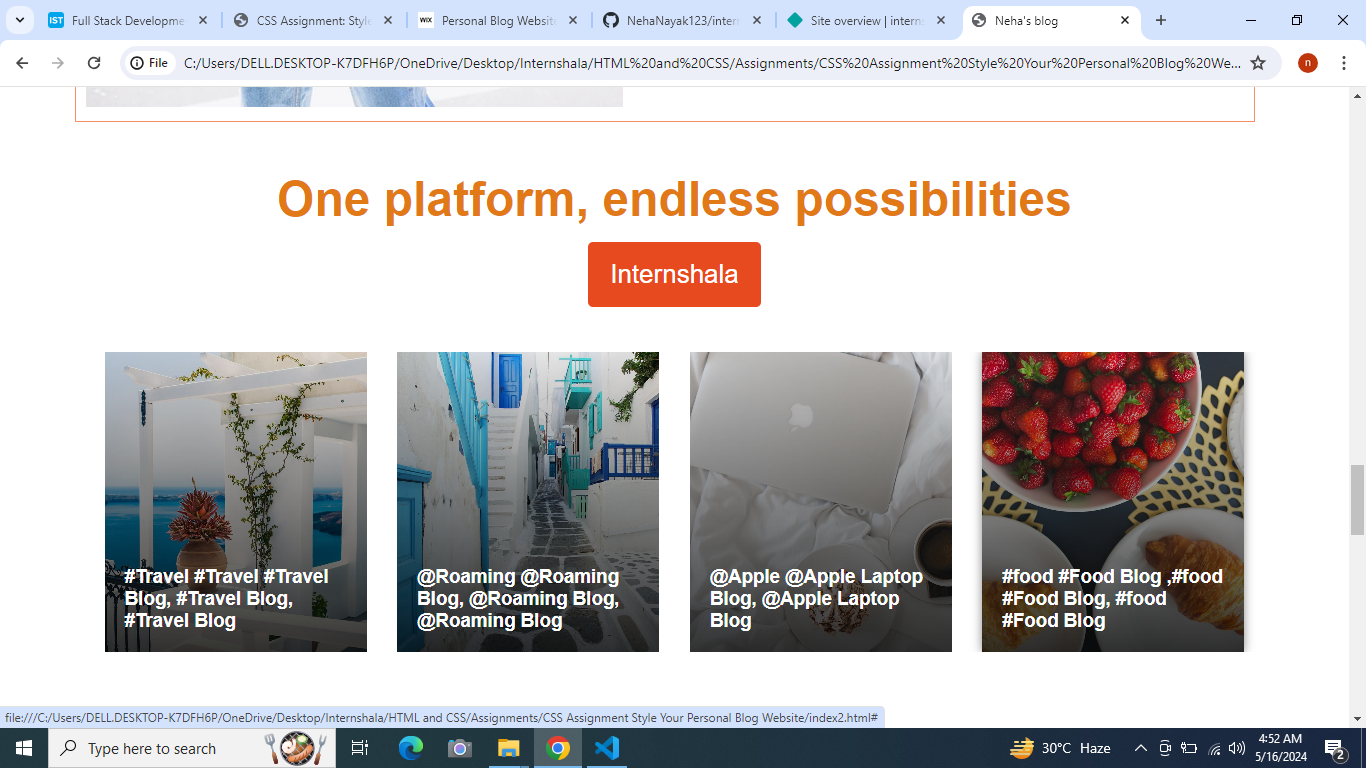 IST Full Stack Developme
CSS Assignment: Style
WIX Personal Blog Website
NehaNayak123/intern
Site overview | interns
Neha's blog
File
C:/Users/DELL.DESKTOP-K7DFH6P/OneDrive/Desktop/Internshala/HTML%20and%20CSS/Assignments/CSS%20Assignment%20Style%20Your%20Personal%20Blog%20We...
n
One platform, endless possibilities
Internshala
#Travel #Travel #Travel
Blog, #Travel Blog,
#Travel Blog
@Roaming @Roaming
Blog, @Roaming Blog,
@Roaming Blog
@Apple @Apple Laptop
Blog, @Apple Laptop
Blog
#food #Food Blog ,#food
#Food Blog, #food
#Food Blog
file:///C:/Users/DELL.DESKTOP-K7DFH6P/OneDrive/Desktop/Internshala/HTML and CSS/Assignments/CSS Assignment Style Your Personal Blog Website/index2.html#
Type here to search
30°C Haze
4:52 AM
5/16/2024
2